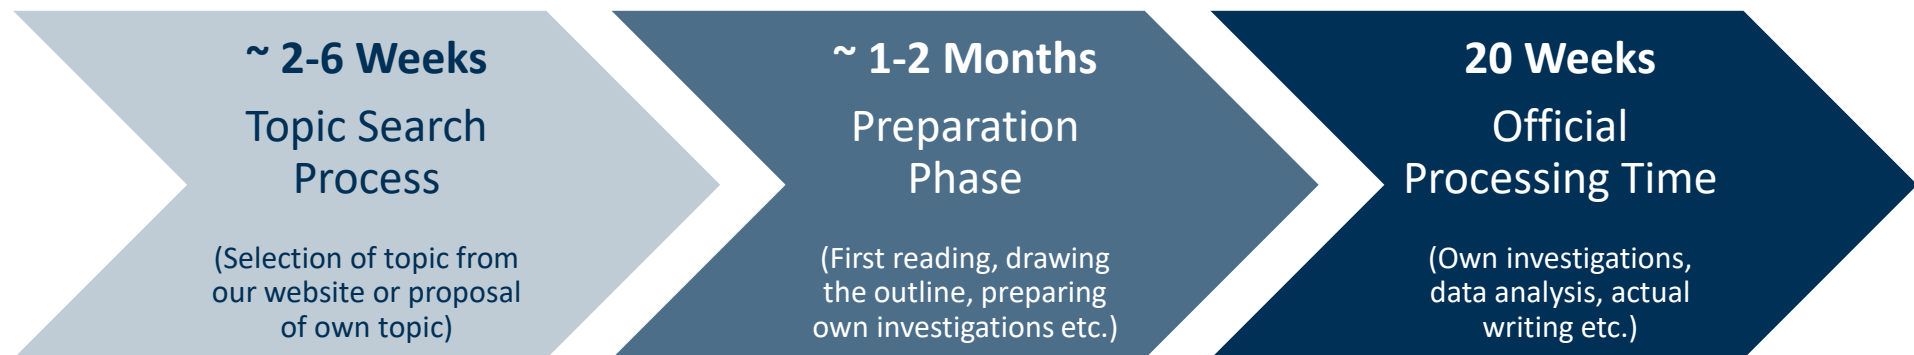 ~ 2-6 Weeks
Topic Search
Process
(Selection of topic from
our website or proposal
of own topic)
~ 1-2 Months
Preparation
Phase
(First reading, drawing
the outline, preparing
own investigations etc.)
20 Weeks
Official
Processing Time
(Own investigations,
data analysis, actual
writing etc.)